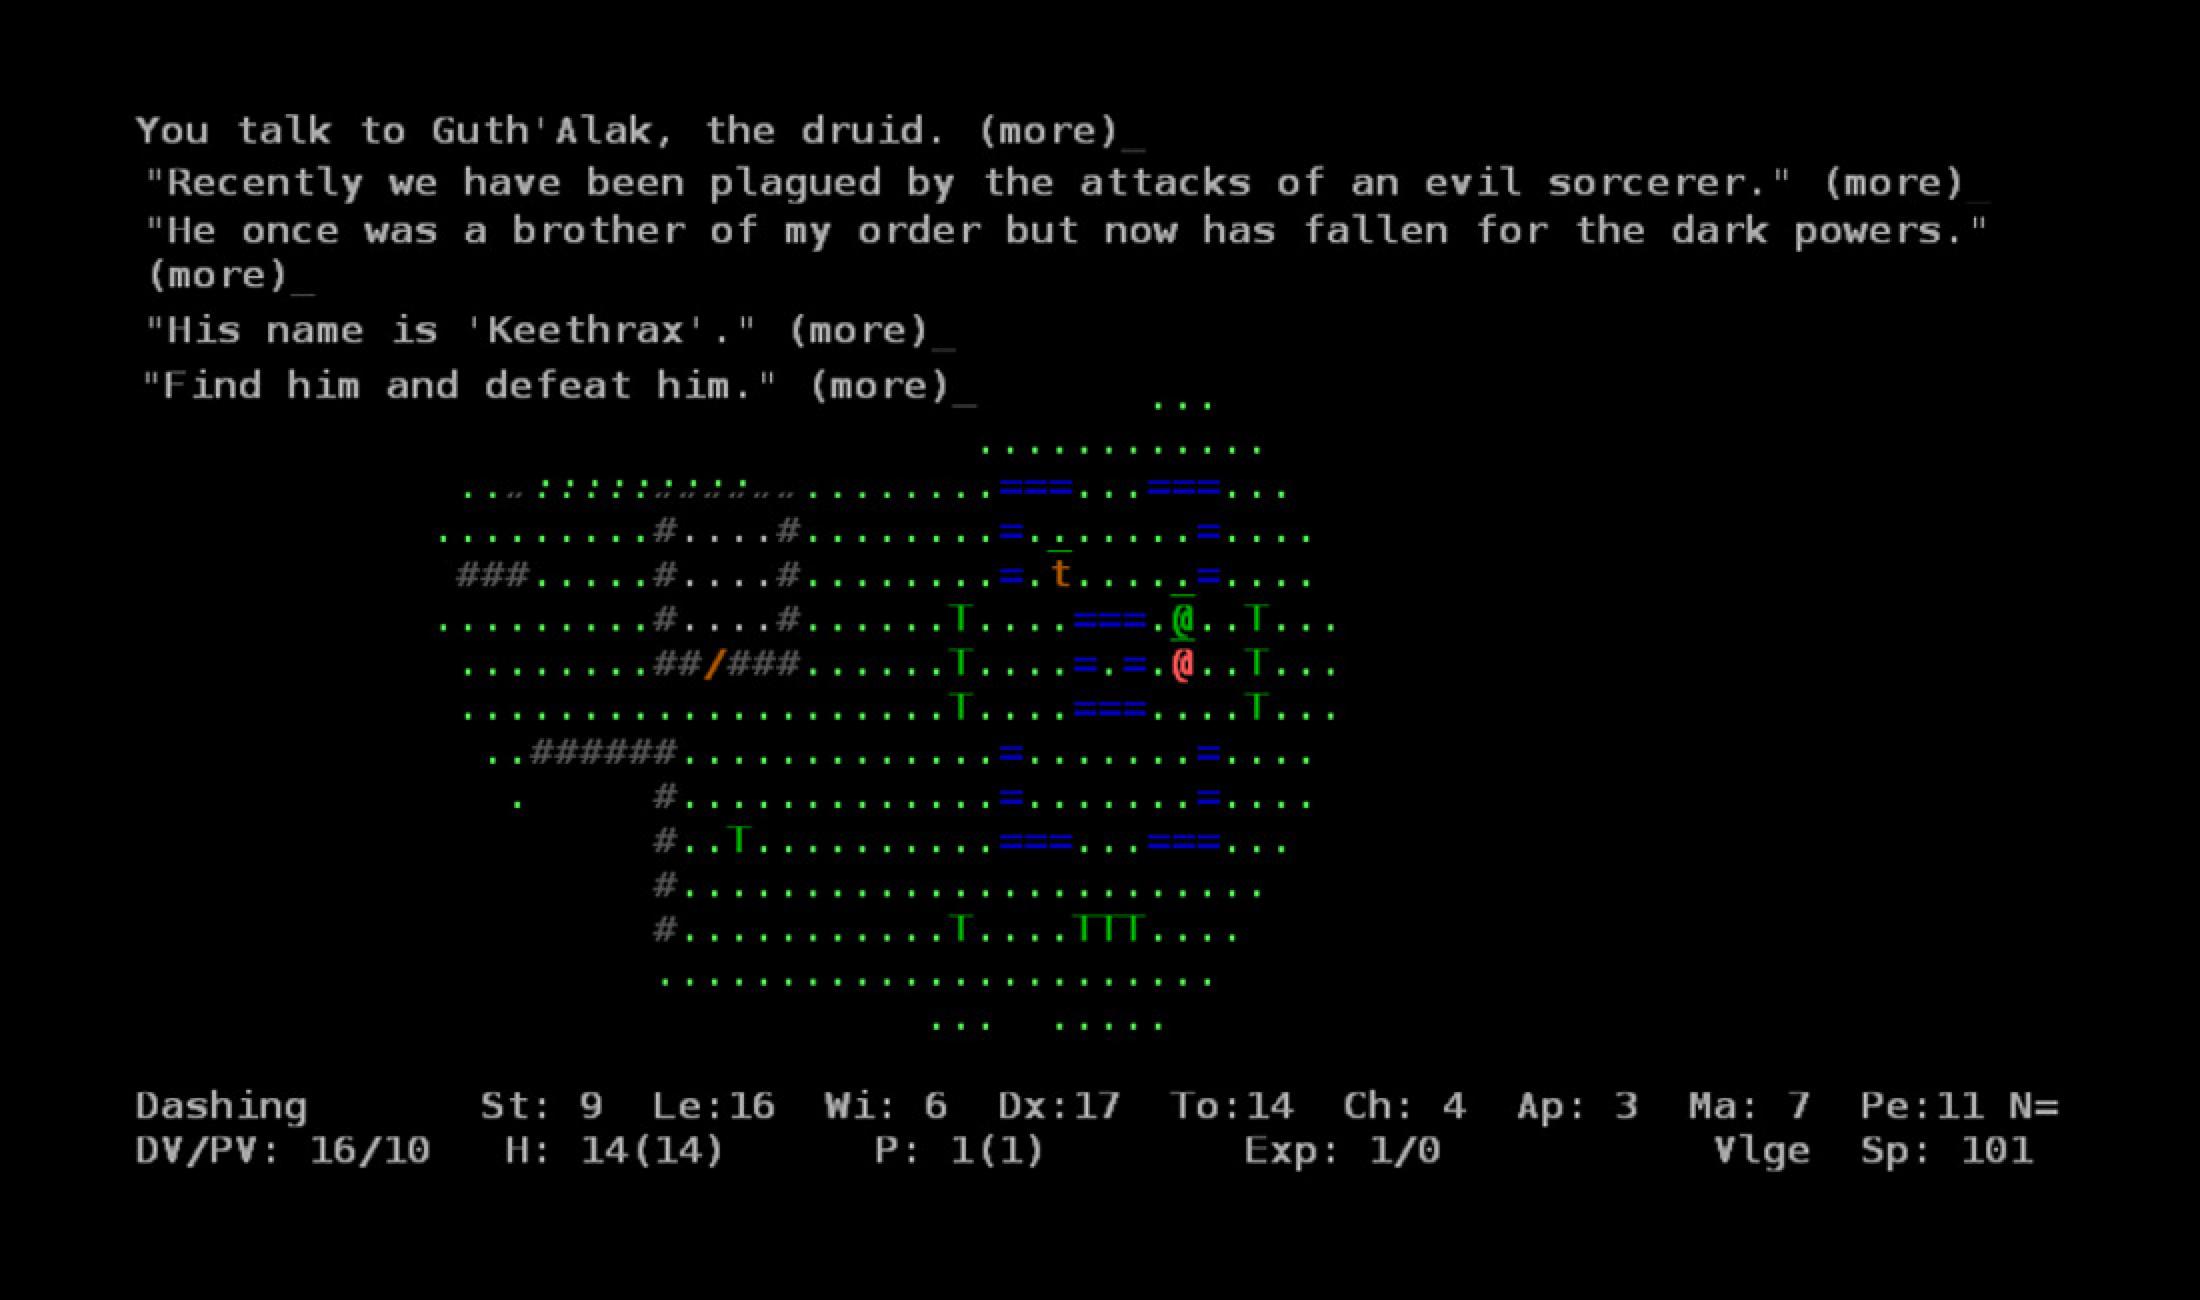 You talk to Guth'Alak, the druid. (more)_
"Recently we have been plagued by the attacks of an evil sorcerer." (more)_
"He once was a brother of my order but now has fallen for the dark powers."
(more)_
"His name is 'Keethrax'." (more)_
"Find him and defeat him." (more)_
Dashing St: 9 Le:16 Wi: 6 Dx:17 To:14 Ch: 4 Ap: 3 Ma: 7 Pe:11 N=
DV/PV: 16/10 H: 14(14) P: 1(1) Exp: 1/0 Vlge Sp: 101